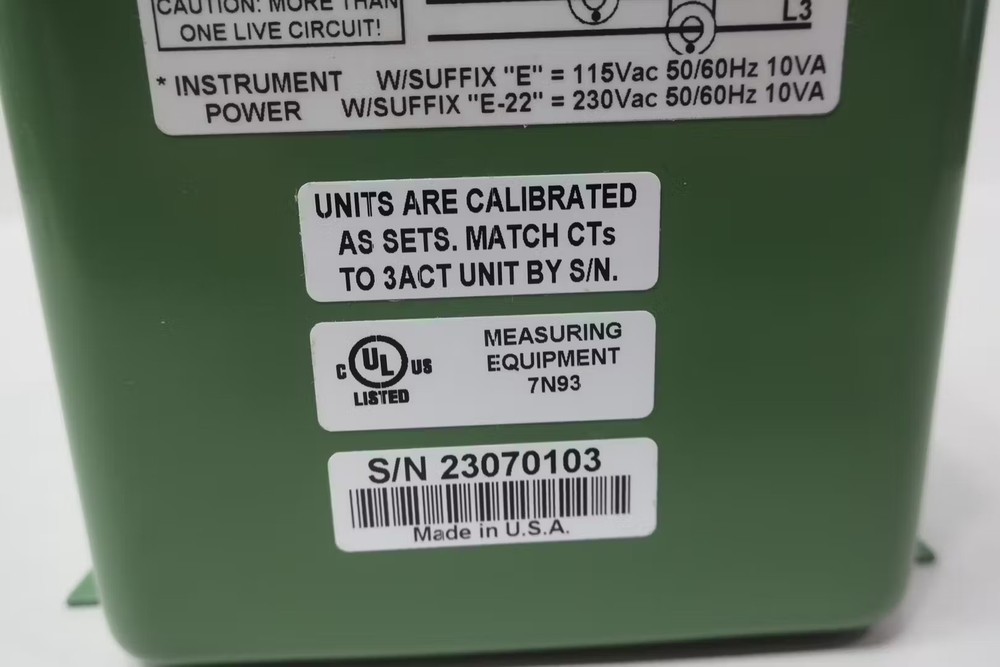 CAUTION: MORE THAN
ONE LIVE CIRCUIT!
L3
* INSTRUMENT POWER
W/SUFFIX "E" = 115Vac 50/60Hz 10VA
W/SUFFIX "E-22" = 230Vac 50/60Hz 10VA
UNITS ARE CALIBRATED
AS SETS. MATCH CTs
TO 3ACT UNIT BY S/N.
C UL US
LISTED
MEASURING
EQUIPMENT
7N93
S/N 23070103
Made in U.S.A.